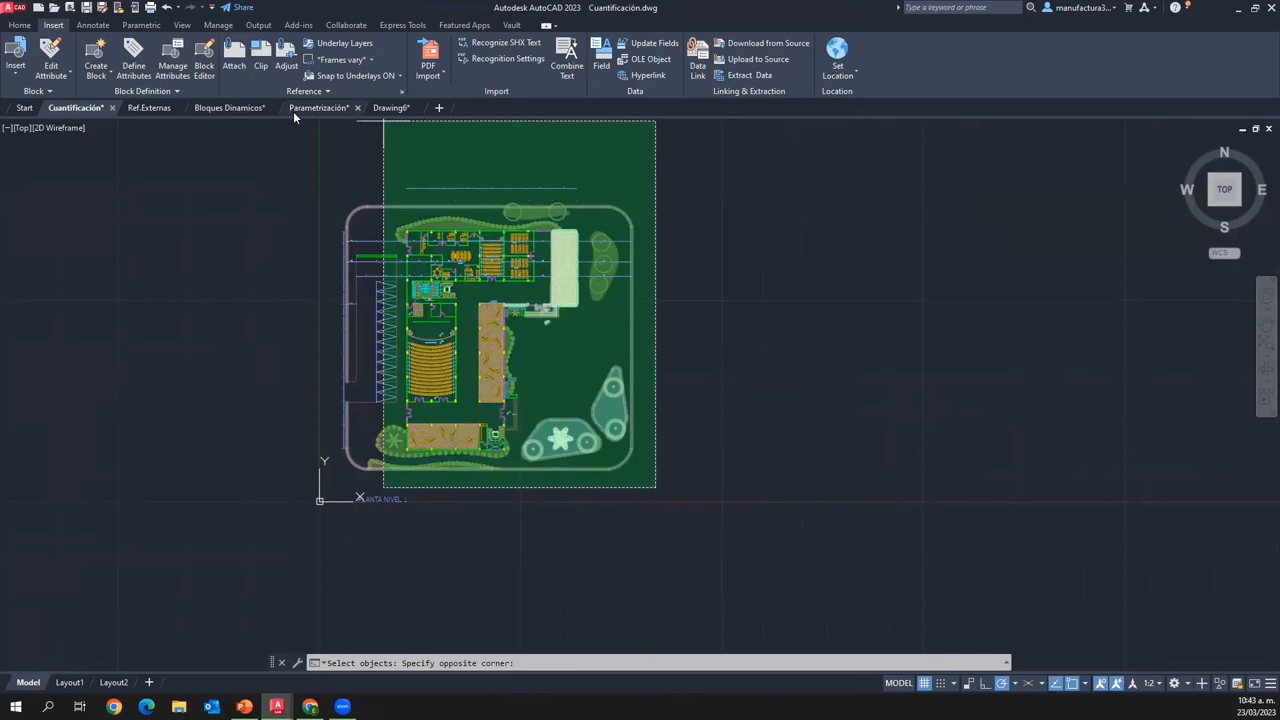 CAD
Share
Autodesk AutoCAD 2023 Cuantificación.dwg
Type a keyword or phrase
manufactura3...
Home Insert Annotate Parametric View Manage Output Add-ins Collaborate Express Tools Featured Apps Vault
Insert
Edit Attribute
Create Block
Define Attributes
Manage Attributes
Block Editor
Attach
Clip
Adjust
Underlay Layers
*Frames vary*
Snap to Underlays ON
PDF Import
Recognize SHX Text
Recognition Settings
Combine Text
Field
Update Fields
OLE Object
Hyperlink
Data Link
Download from Source
Upload to Source
Extract Data
Set Location
Block Block Definition Reference Import Data Linking & Extraction Location
Start Cuantificación* Ref.Externas Bloques Dinamicos* Parametrización* Drawing6*
[−][Top][2D Wireframe]
N
W TOP E
S
WCS
Y
X
PLANTA NIVEL 1
Select objects: Specify opposite corner:
Model Layout1 Layout2
MODEL
1:2
zoom
10:43 a. m.
23/03/2023